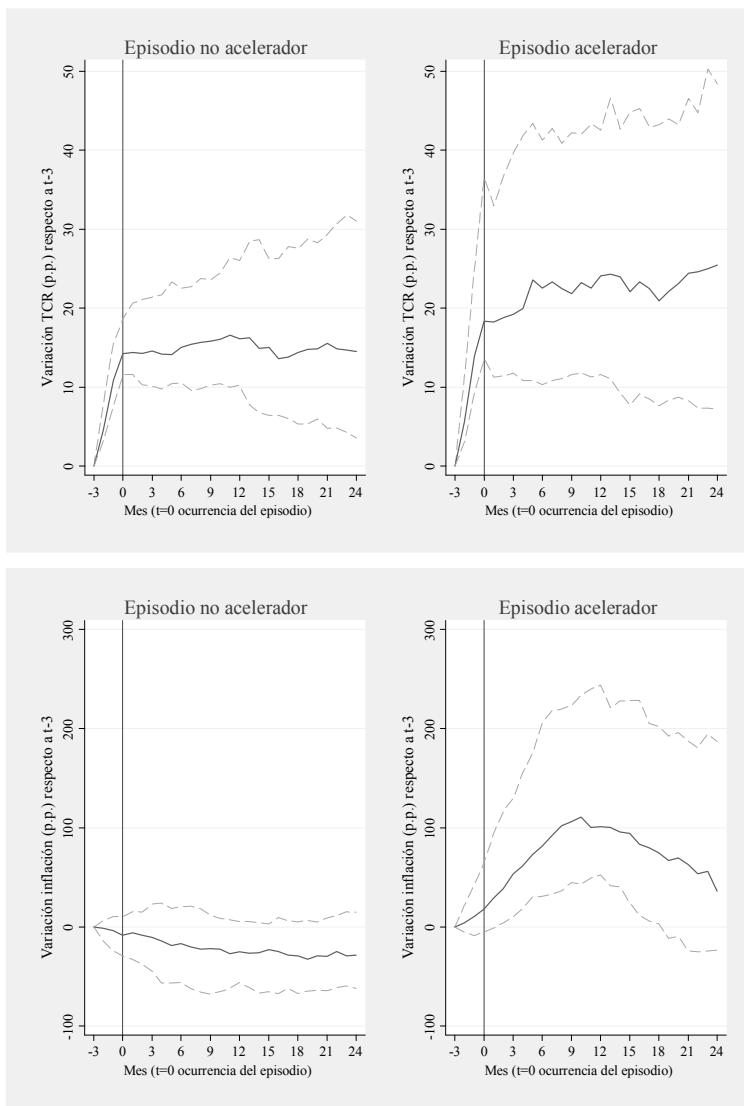 Episodio no acelerador
Episodio acelerador
Variación TCR (p.p.) respecto a t-3
50
40
30
20
10
0
-3 0 3 6 9 12 15 18 21 24
Mes (t=0 ocurrencia del episodio)
Variación TCR (p.p.) respecto a t-3
50
40
30
20
10
0
-3 0 3 6 9 12 15 18 21 24
Mes (t=0 ocurrencia del episodio)
Episodio no acelerador
Episodio acelerador
Variación inflación (p.p.) respecto a t-3
300
200
100
0
-100
-3 0 3 6 9 12 15 18 21 24
Mes (t=0 ocurrencia del episodio)
Variación inflación (p.p.) respecto a t-3
300
200
100
0
-100
-3 0 3 6 9 12 15 18 21 24
Mes (t=0 ocurrencia del episodio)